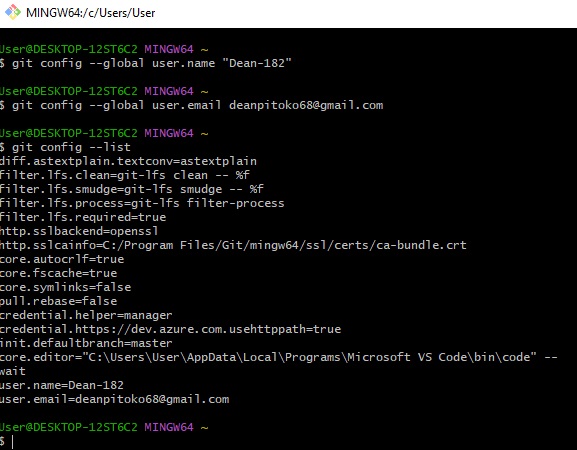 MINGW64:/c/Users/User
User@DESKTOP-12ST6C2 MINGW64 ~
$ git config --global user.name "Dean-182"
User@DESKTOP-12ST6C2 MINGW64 ~
$ git config --global user.email deanpitoko68@gmail.com
User@DESKTOP-12ST6C2 MINGW64 ~
$ git config --list
diff.astextplain.textconv=astextplain
filter.lfs.clean=git-lfs clean -- %f
filter.lfs.smudge=git-lfs smudge -- %f
filter.lfs.process=git-lfs filter-process
filter.lfs.required=true
http.sslbackend=openssl
http.sslcainfo=C:/Program Files/Git/mingw64/ssl/certs/ca-bundle.crt
core.autocrlf=true
core.fscache=true
core.symlinks=false
pull.rebase=false
credential.helper=manager
credential.https://dev.azure.com.usehttppath=true
init.defaultbranch=master
core.editor="C:\Users\User\AppData\Local\Programs\Microsoft VS Code\bin\code" --
wait
user.name=Dean-182
user.email=deanpitoko68@gmail.com
User@DESKTOP-12ST6C2 MINGW64 ~
$